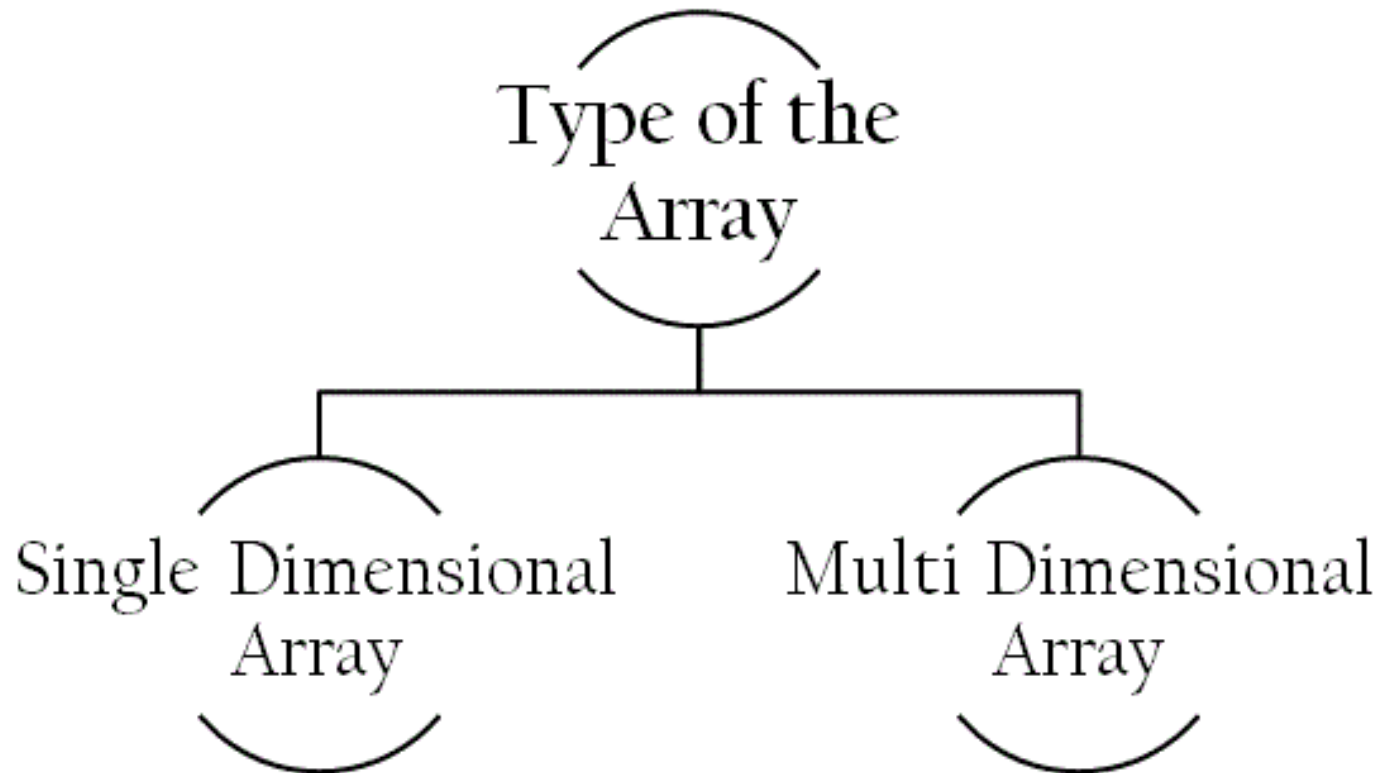 Type of the
Array
Single Dimensional
Array
Multi Dimensional
Array